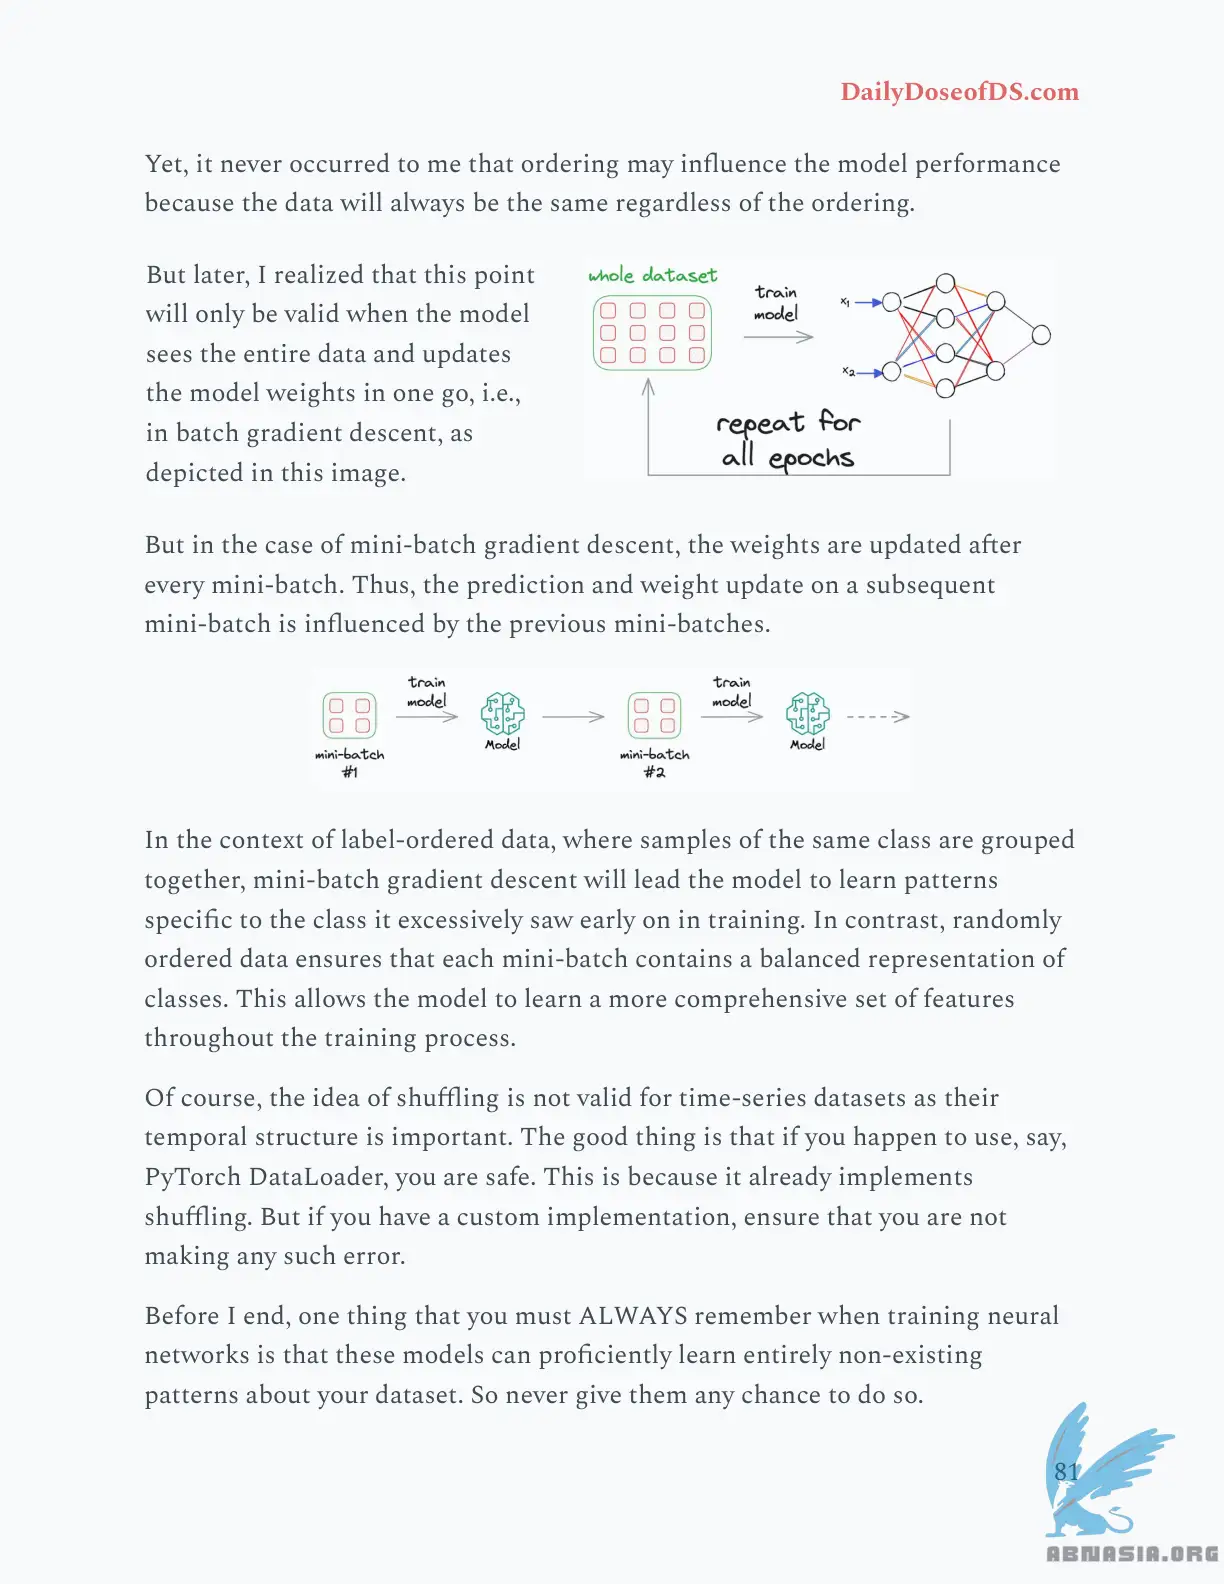 DailyDoseofDS.com
Yet, it never occurred to me that ordering may influence the model performance
because the data will always be the same regardless of the ordering.
But later, I realized that this point
will only be valid when the model
sees the entire data and updates
the model weights in one go, i.e.,
in batch gradient descent, as
depicted in this image.
whole dataset
train
model
x1
x2
repeat for
all epochs
But in the case of mini-batch gradient descent, the weights are updated after
every mini-batch. Thus, the prediction and weight update on a subsequent
mini-batch is influenced by the previous mini-batches.
train
model
Model
mini-batch
#1
train
model
Model
mini-batch
#2
In the context of label-ordered data, where samples of the same class are grouped
together, mini-batch gradient descent will lead the model to learn patterns
specific to the class it excessively saw early on in training. In contrast, randomly
ordered data ensures that each mini-batch contains a balanced representation of
classes. This allows the model to learn a more comprehensive set of features
throughout the training process.
Of course, the idea of shuffling is not valid for time-series datasets as their
temporal structure is important. The good thing is that if you happen to use, say,
PyTorch DataLoader, you are safe. This is because it already implements
shuffling. But if you have a custom implementation, ensure that you are not
making any such error.
Before I end, one thing that you must ALWAYS remember when training neural
networks is that these models can proficiently learn entirely non-existing
patterns about your dataset. So never give them any chance to do so.
81
ABNASIA.ORG